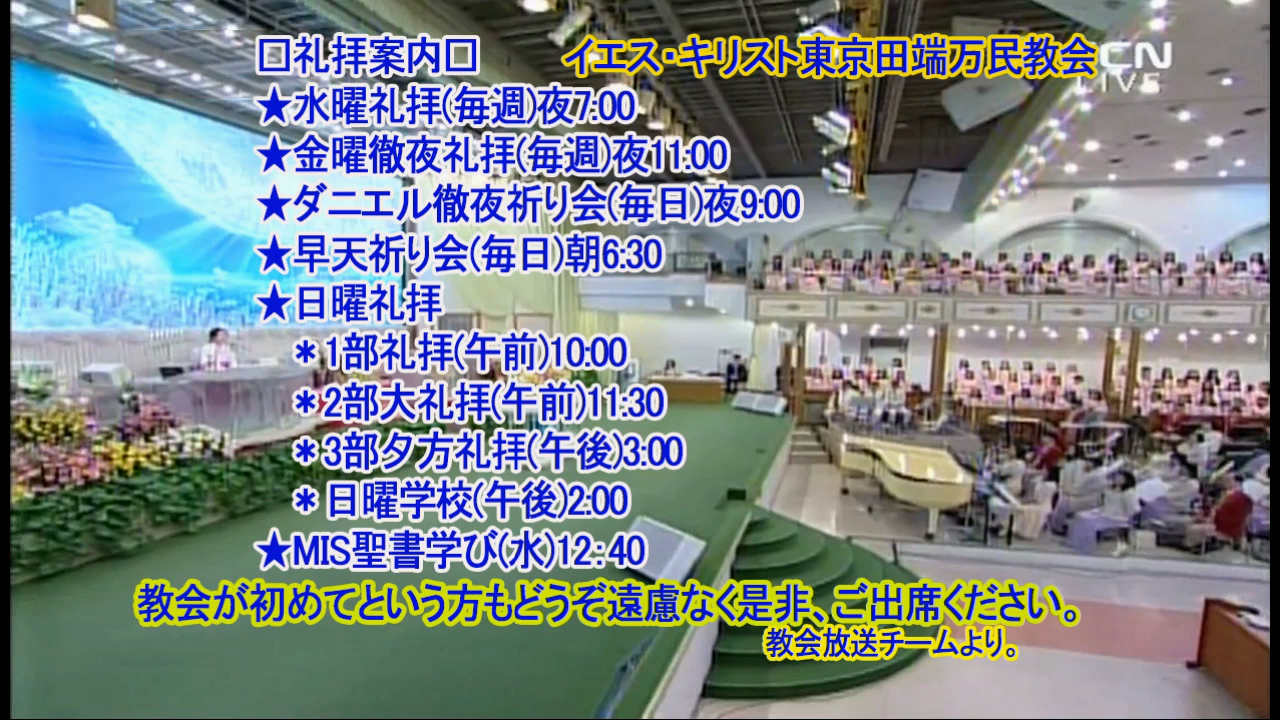 □礼拝案内□ イエス・キリスト東京田端万民教会
CN
LIVE
★水曜礼拝(毎週)夜7:00
★金曜徹夜礼拝(毎週)夜11:00
★ダニエル徹夜祈り会(毎日)夜9:00
★早天祈り会(毎日)朝6:30
★日曜礼拝
＊1部礼拝(午前)10:00
＊2部大礼拝(午前)11:30
＊3部夕方礼拝(午後)3:00
＊日曜学校(午後)2:00
★MIS聖書学び(水)12:40
教会が初めてという方もどうぞ遠慮なく是非、ご出席ください。
教会放送チームより。